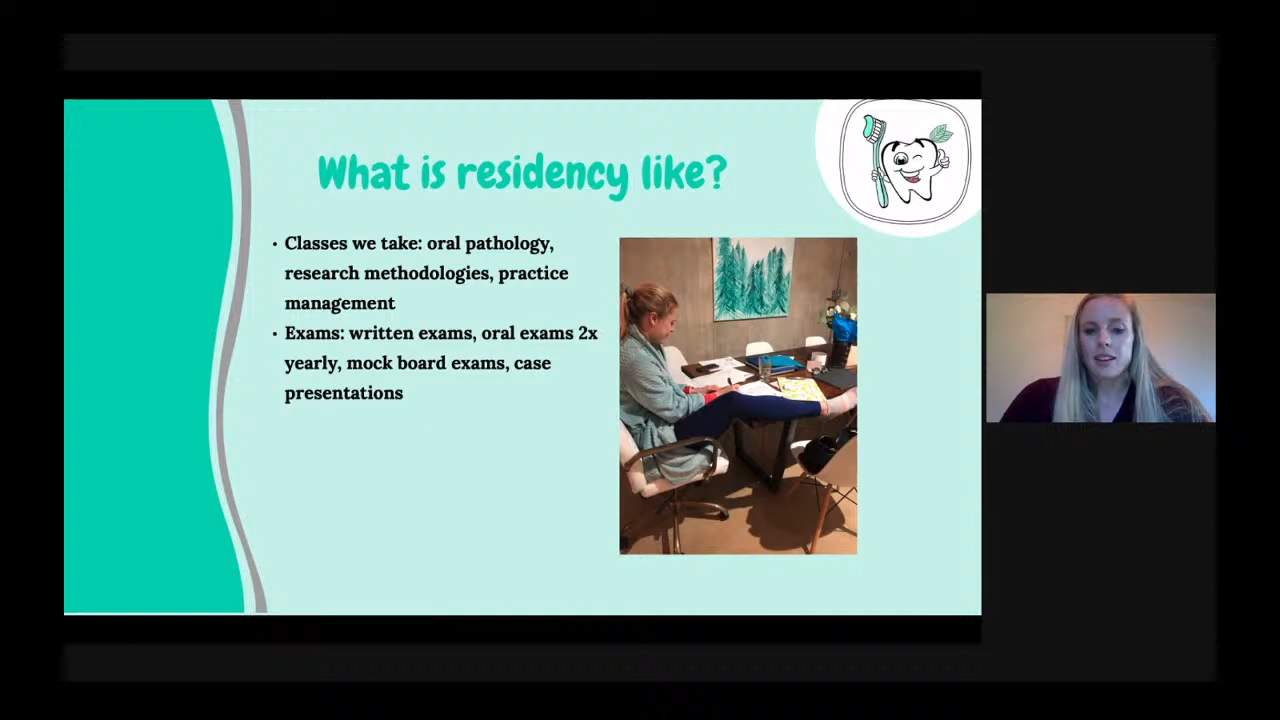 What is residency like?
• Classes we take: oral pathology,
research methodologies, practice
management
• Exams: written exams, oral exams 2x
yearly, mock board exams, case
presentations